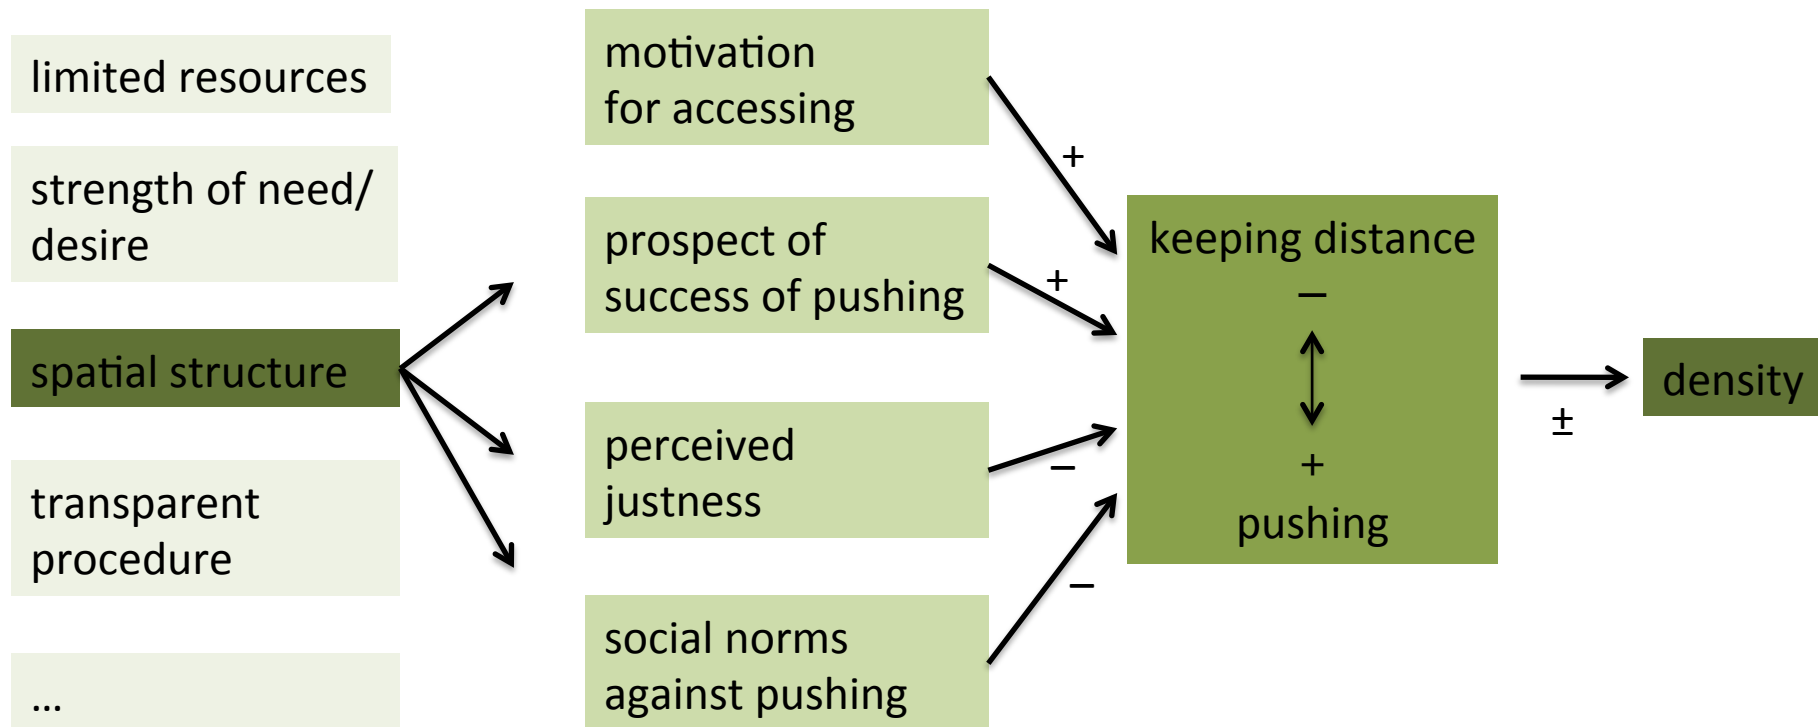 limited resources
strength of need/
desire
spatial structure
transparent
procedure
...
motivation
for accessing
prospect of
success of pushing
perceived
justness
social norms
against pushing
+
+
–
–
keeping distance
–
+
pushing
±
density